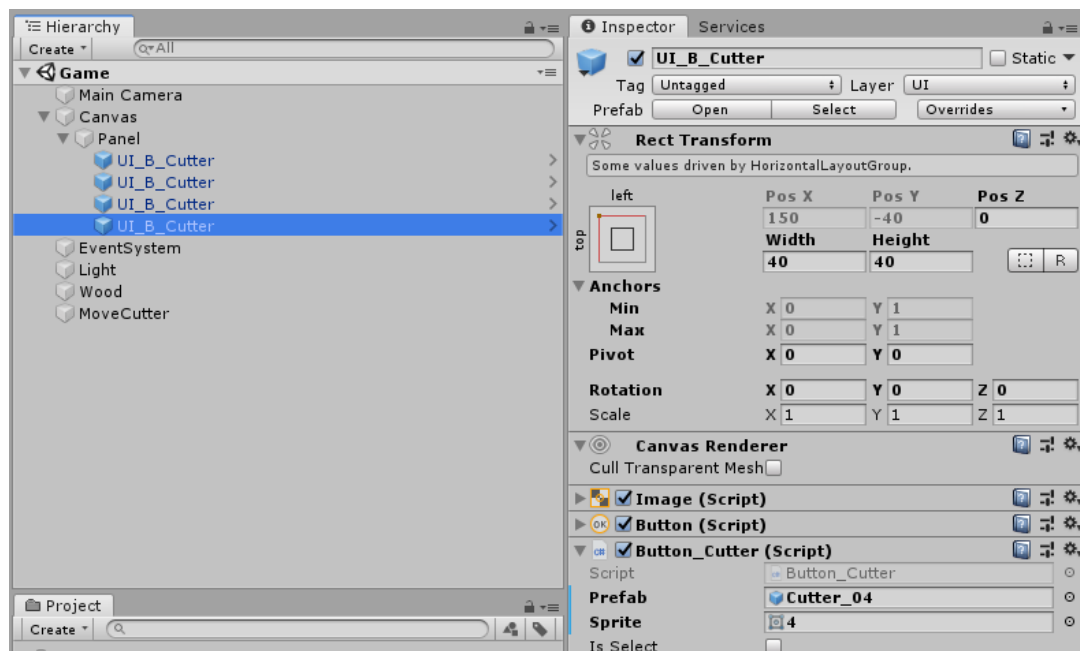 Hierarchy
Create
All
Game
Main Camera
Canvas
Panel
UI_B_Cutter
UI_B_Cutter
UI_B_Cutter
UI_B_Cutter
EventSystem
Light
Wood
MoveCutter
Project
Create
Inspector Services
UI_B_Cutter Static
Tag Untagged Layer UI
Prefab Open Select Overrides
Rect Transform
Some values driven by HorizontalLayoutGroup.
left Pos X Pos Y Pos Z
top 150 -40 0
Width Height
40 40 R
Anchors
Min X 0 Y 1
Max X 0 Y 1
Pivot X 0 Y 0
Rotation X 0 Y 0 Z 0
Scale X 1 Y 1 Z 1
Canvas Renderer
Cull Transparent Mesh
Image (Script)
OK Button (Script)
c# Button_Cutter (Script)
Script Button_Cutter
Prefab Cutter_04
Sprite 4
Is Select